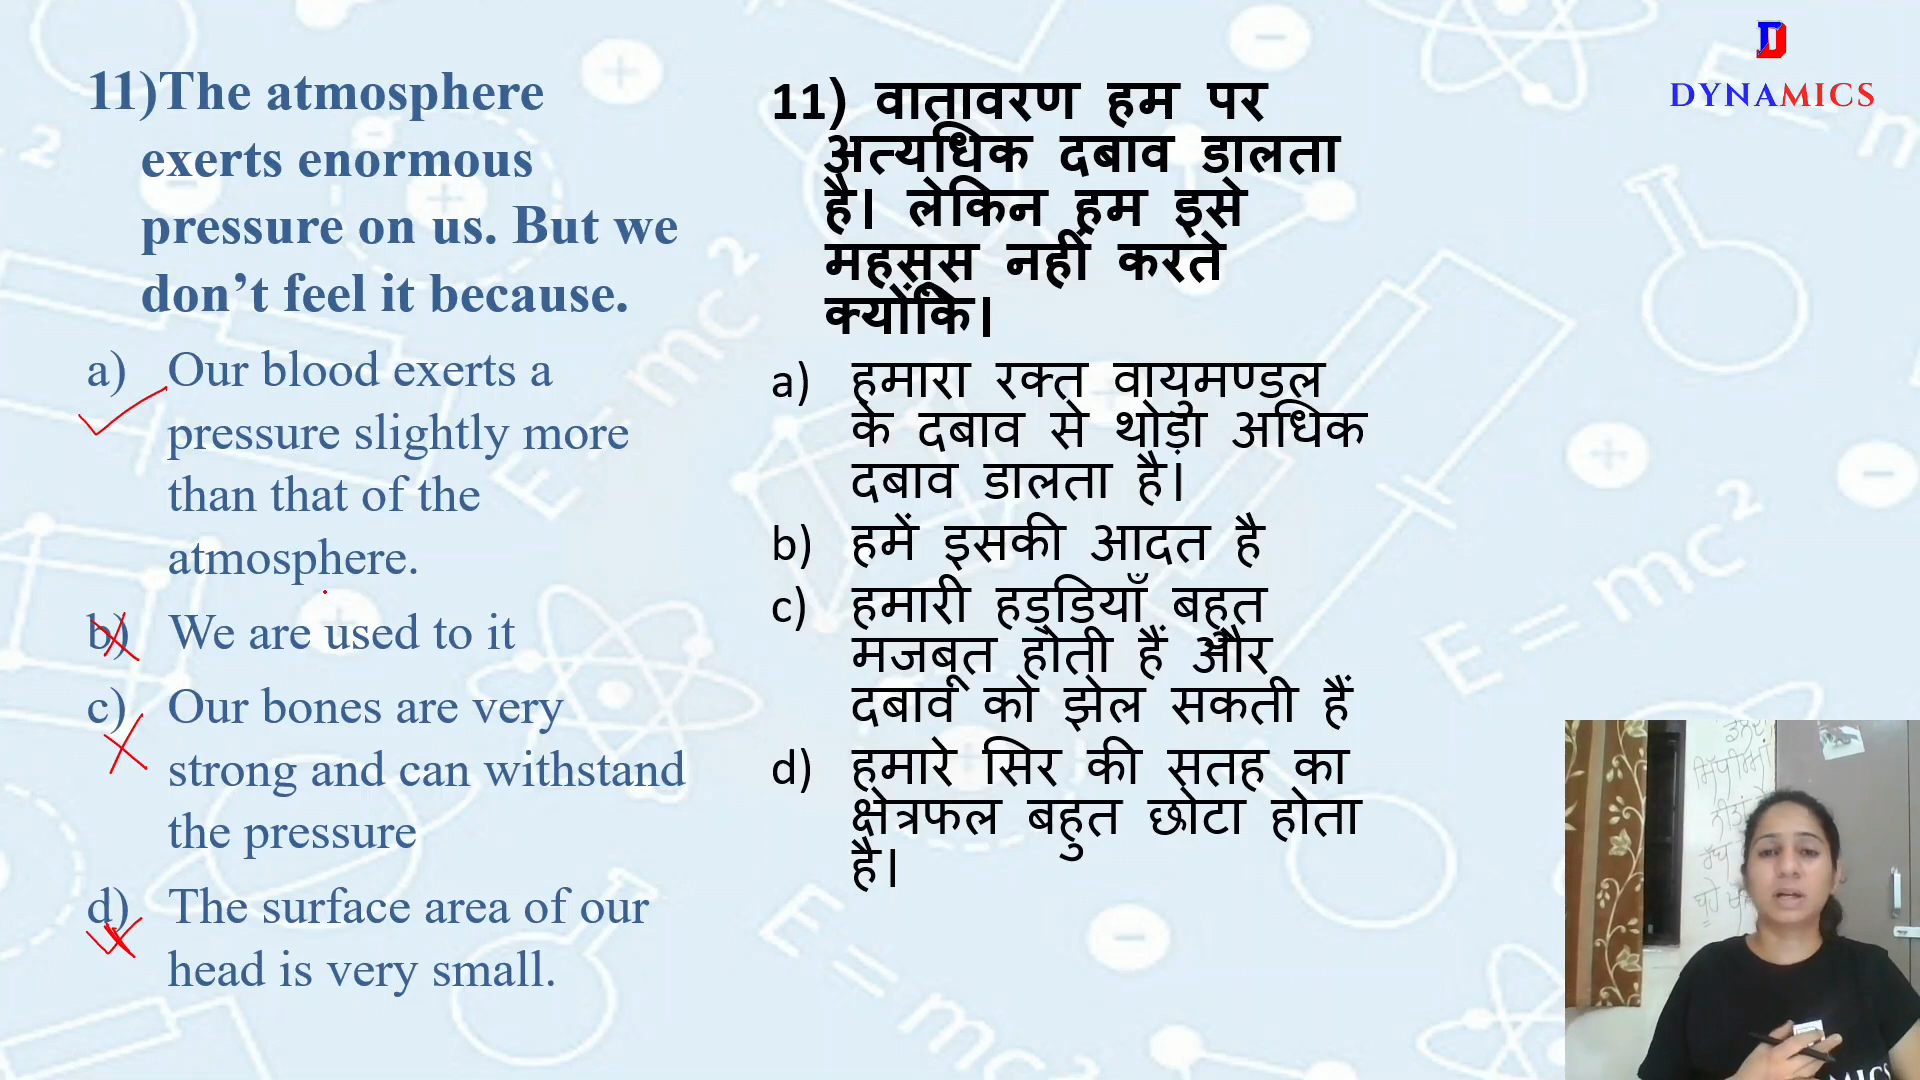 11)The atmosphere
exerts enormous
pressure on us. But we
don’t feel it because.
a) Our blood exerts a
pressure slightly more
than that of the
atmosphere.
b) We are used to it
c) Our bones are very
strong and can withstand
the pressure
d) The surface area of our
head is very small.
11) वातावरण हम पर
अत्यधिक दबाव डालता
है। लेकिन हम इसे
महसूस नहीं करते
क्योंकि।
a) हमारा रक्त वायुमण्डल
के दबाव से थोड़ा अधिक
दबाव डालता है।
b) हमें इसकी आदत है
c) हमारी हड्डियाँ बहुत
मजबूत होती हैं और
दबाव को झेल सकती हैं
d) हमारे सिर की सतह का
क्षेत्रफल बहुत छोटा होता
है।
DYNAMICS
E = mc²
E = mc²